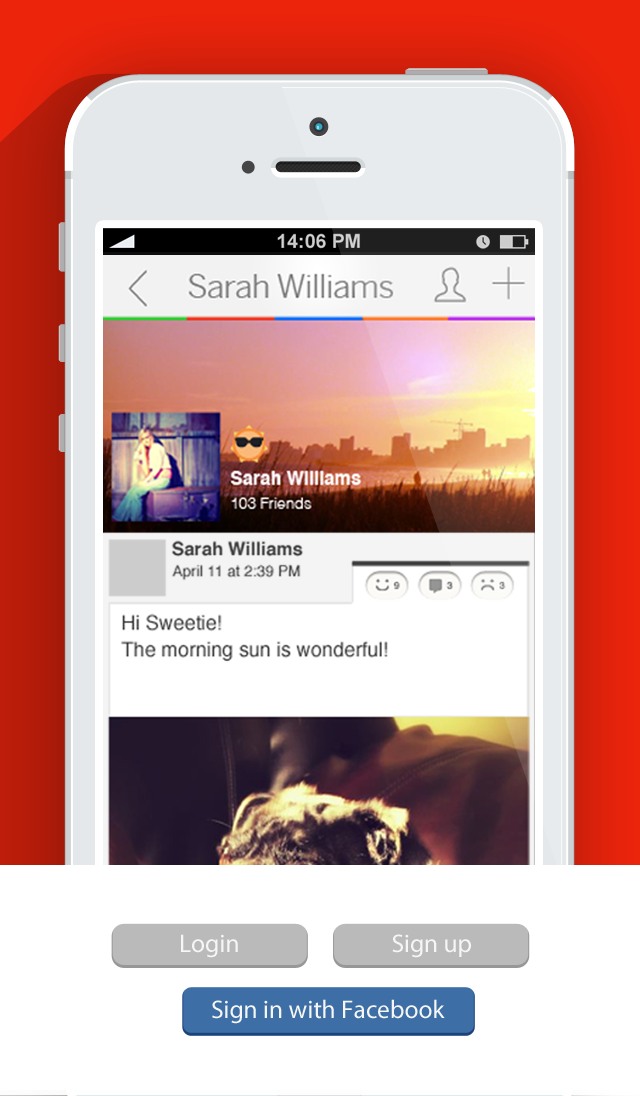 14:06 PM
Sarah Williams
Sarah Williams
103 Friends
Sarah Williams
April 11 at 2:39 PM
9
3
3
Hi Sweetie!
The morning sun is wonderful!
Login
Sign up
Sign in with Facebook